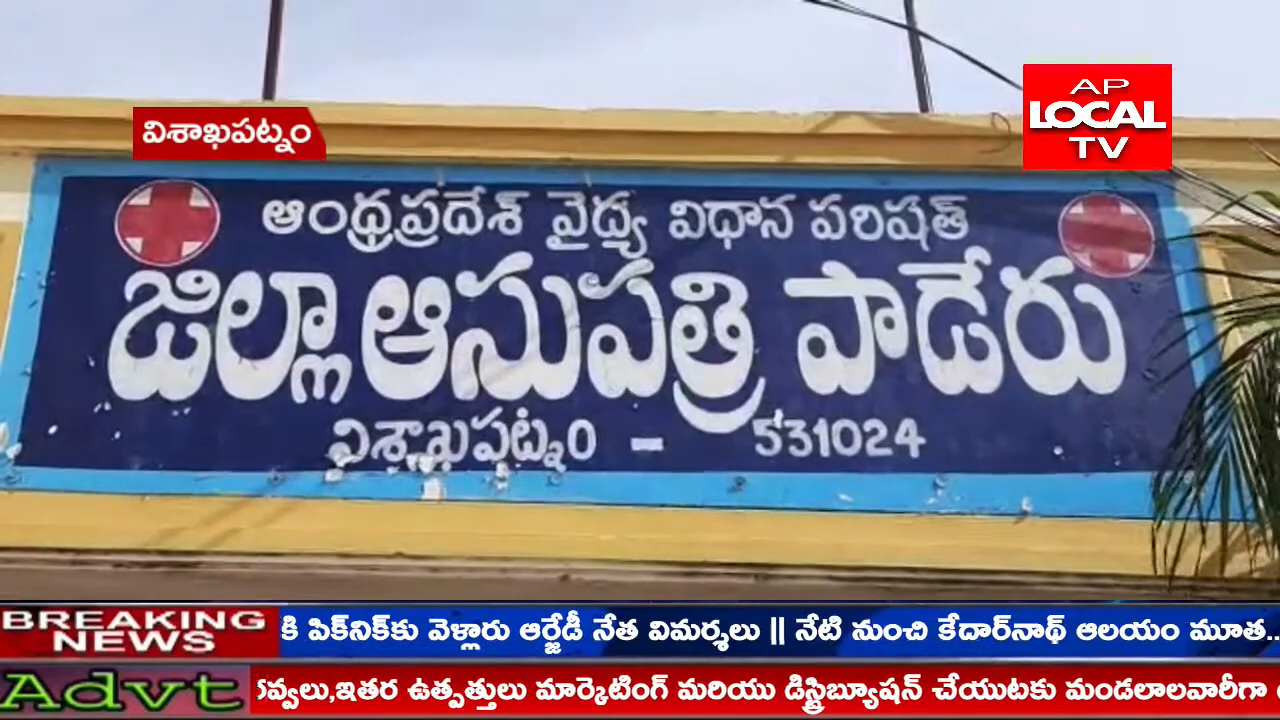 AP
LOCAL
TV
విశాఖపట్నం
ఆంధ్రప్రదేశ్ వైద్య విధాన పరిషత్
జిల్లా ఆసుపత్రి పాడేరు
విశాఖపట్నం - 531024
BREAKING
NEWS
కి పిక్‌నిక్‌కు వెళ్లారు ఆర్జేడీ నేత విమర్శలు || నేటి నుంచి కేదార్‌నాథ్ ఆలయం మూత..
Advt
ఇతర ఉత్పత్తులు మార్కెటింగ్ మరియు డిస్ట్రిబ్యూషన్ చేయుటకు మండలాలవారీగా